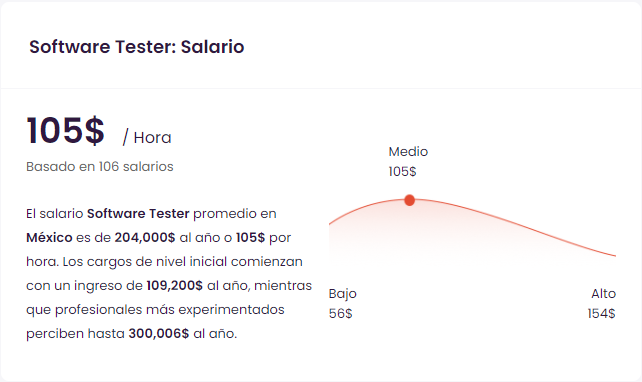 Software Tester: Salario
105$ / Hora
Basado en 106 salarios
El salario Software Tester promedio en
México es de 204,000$ al año o 105$ por
hora. Los cargos de nivel inicial comienzan
con un ingreso de 109,200$ al año, mientras
que profesionales más experimentados
perciben hasta 300,006$ al año.
Medio
105$
Bajo
56$
Alto
154$